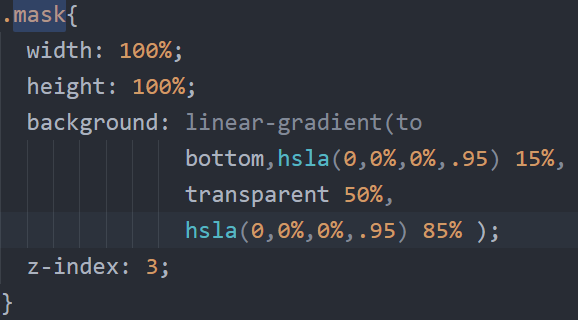 .mask{
width: 100%;
height: 100%;
background: linear-gradient(to
bottom,hsla(0,0%,0%,.95) 15%,
transparent 50%,
hsla(0,0%,0%,.95) 85% );
z-index: 3;
}